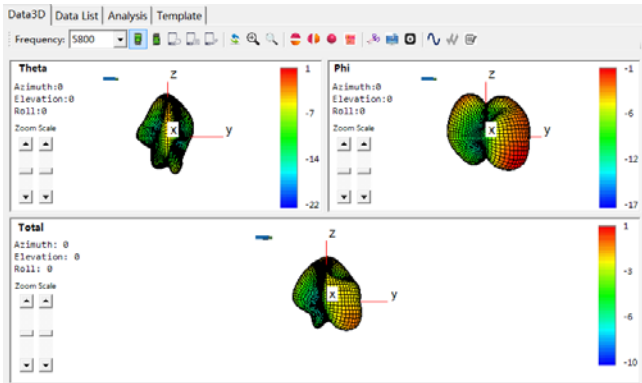 Data3D Data List Analysis Template
Frequency: 5800
Theta
Azimuth:0
Elevation:0
Roll:0
Zoom Scale
z
x
y
1
-7
-14
-22
Phi
Azimuth:0
Elevation:0
Roll:0
Zoom Scale
z
x
y
-1
-7
-12
-17
Total
Azimuth: 0
Elevation: 0
Roll: 0
Zoom Scale
z
x
y
1
-3
-6
-10